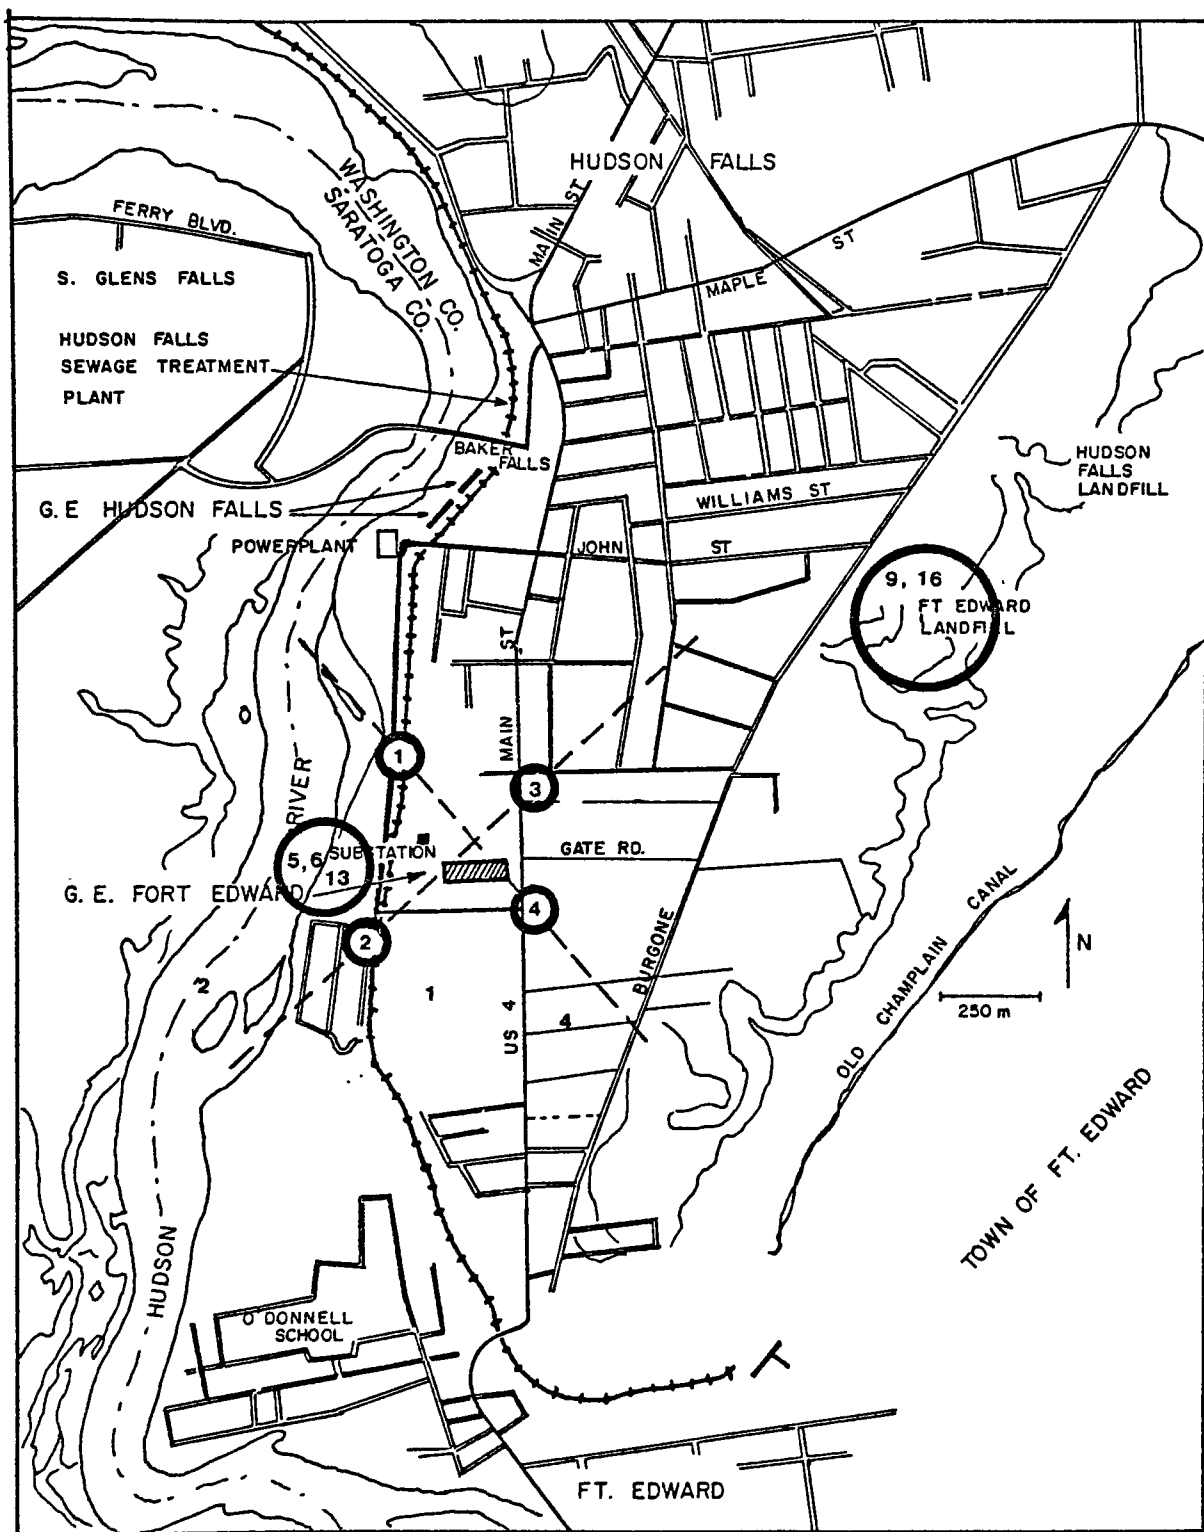 HUDSON FALLS
WASHINGTON CO.
SARATOGA CO.
FERRY BLVD.
MAIN ST
MAPLE ST
S. GLENS FALLS
HUDSON FALLS
SEWAGE TREATMENT
PLANT
BAKER
FALLS
HUDSON
FALLS
LANDFILL
WILLIAMS ST
G.E HUDSON FALLS
POWERPLANT
JOHN ST
9, 16
FT EDWARD
LANDFILL
MAIN ST
1
3
RIVER
5, 6
13
SUBSTATION
GATE RD.
G. E. FORT EDWARD
4
2
BURGONE
OLD CHAMPLAIN CANAL
N
250 m
2
1
US 4
4
TOWN OF FT. EDWARD
HUDSON
O'DONNELL
SCHOOL
FT. EDWARD